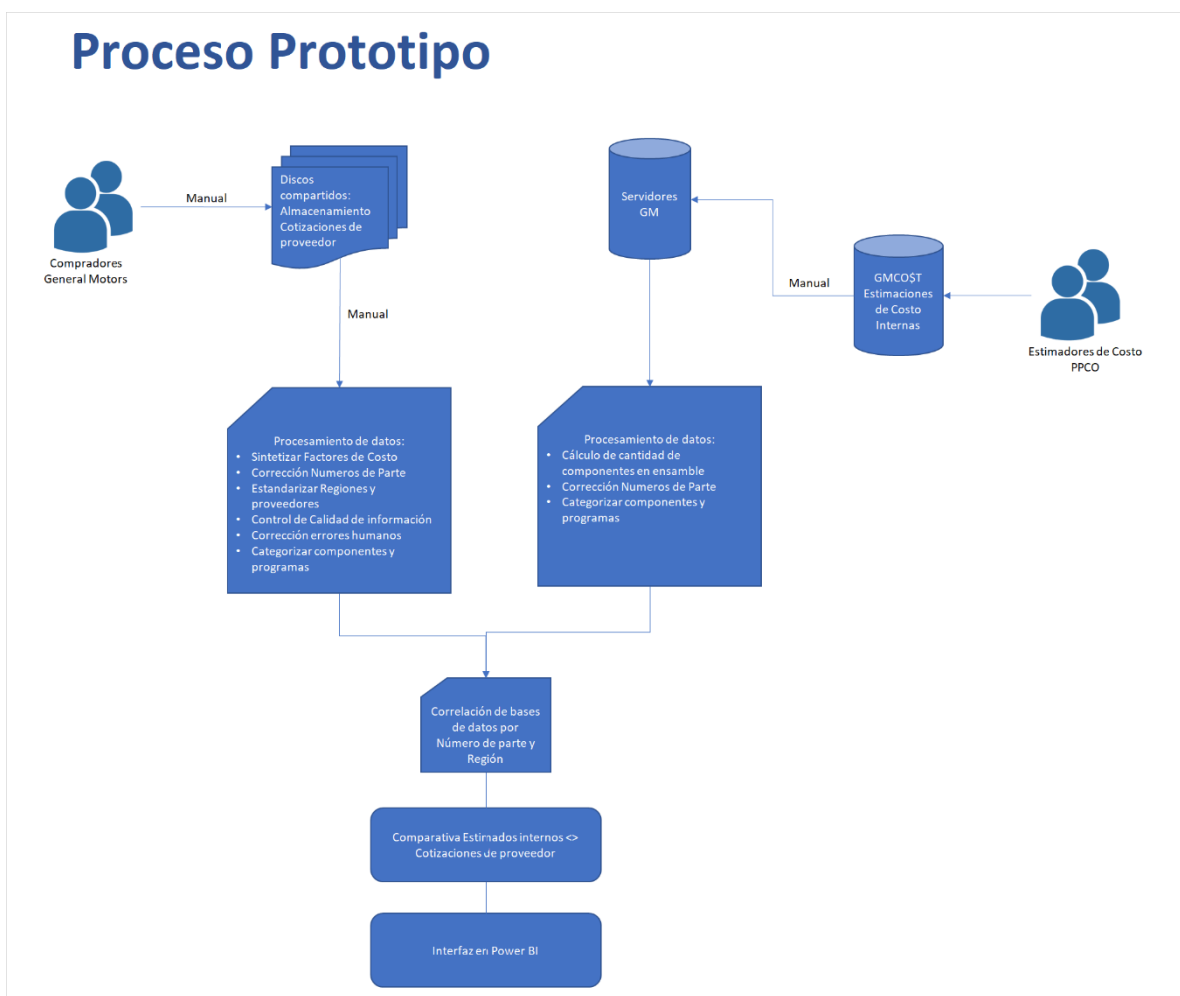 Proceso Prototipo
Manual
Compradores
General Motors
Discos
compartidos:
Almacenamiento
Cotizaciones de
proveedor
Manual
Servidores
GM
Manual
GMCO$T
Estimaciones
de Costo
Internas
Estimadores de Costo
PPCO
Procesamiento de datos:
• Sintetizar Factores de Costo
• Corrección Numeros de Parte
• Estandarizar Regiones y
proveedores
• Control de Calidad de información
• Corrección errores humanos
• Categorizar componentes y
programas
Procesamiento de datos:
• Cálculo de cantidad de
componentes en ensamble
• Corrección Numeros de Parte
• Categorizar componentes y
programas
Correlación de bases
de datos por
Número de parte y
Región
Comparativa Estimados internos <>
Cotizaciones de proveedor
Interfaz en Power BI